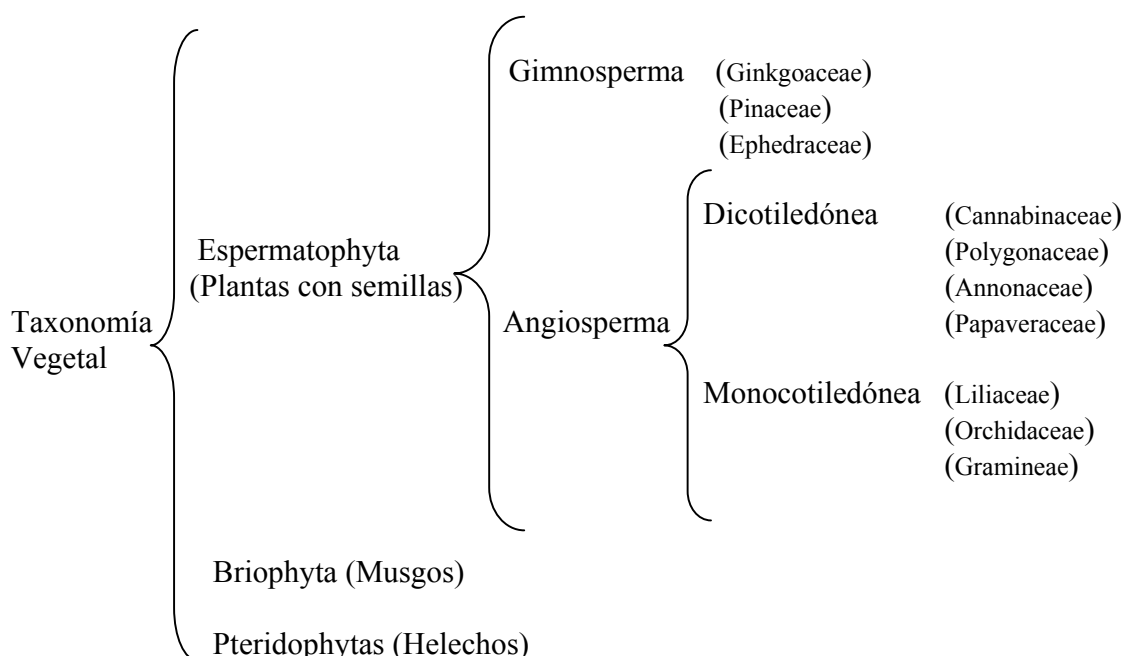 Gimnosperma (Ginkgoaceae)
(Pinaceae)
(Ephedraceae)
Dicotiledónea (Cannabinaceae)
(Polygonaceae)
(Annonaceae)
(Papaveraceae)
Espermatophyta
(Plantas con semillas)
Angiosperma
Taxonomía
Vegetal
Monocotiledónea (Liliaceae)
(Orchidaceae)
(Gramineae)
Briophyta (Musgos)
Pteridophytas (Helechos)